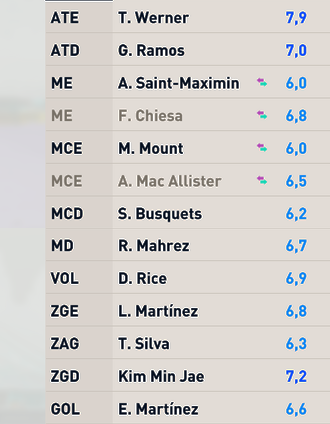 ATE T. Werner 7,9
ATD G. Ramos 7,0
ME A. Saint-Maximin 6,0
ME F. Chiesa 6,8
MCE M. Mount 6,0
MCE A. Mac Allister 6,5
MCD S. Busquets 6,2
MD R. Mahrez 6,7
VOL D. Rice 6,9
ZGE L. Martínez 6,8
ZAG T. Silva 6,3
ZGD Kim Min Jae 7,2
GOL E. Martínez 6,6